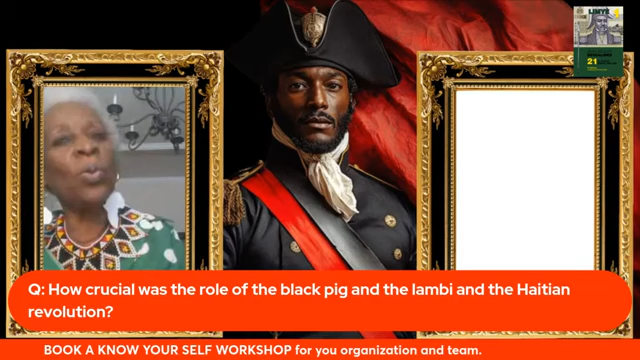 LIMYÈ
21
Q: How crucial was the role of the black pig and the lambi and the Haitian
revolution?
BOOK A KNOW YOUR SELF WORKSHOP for you organization and team.